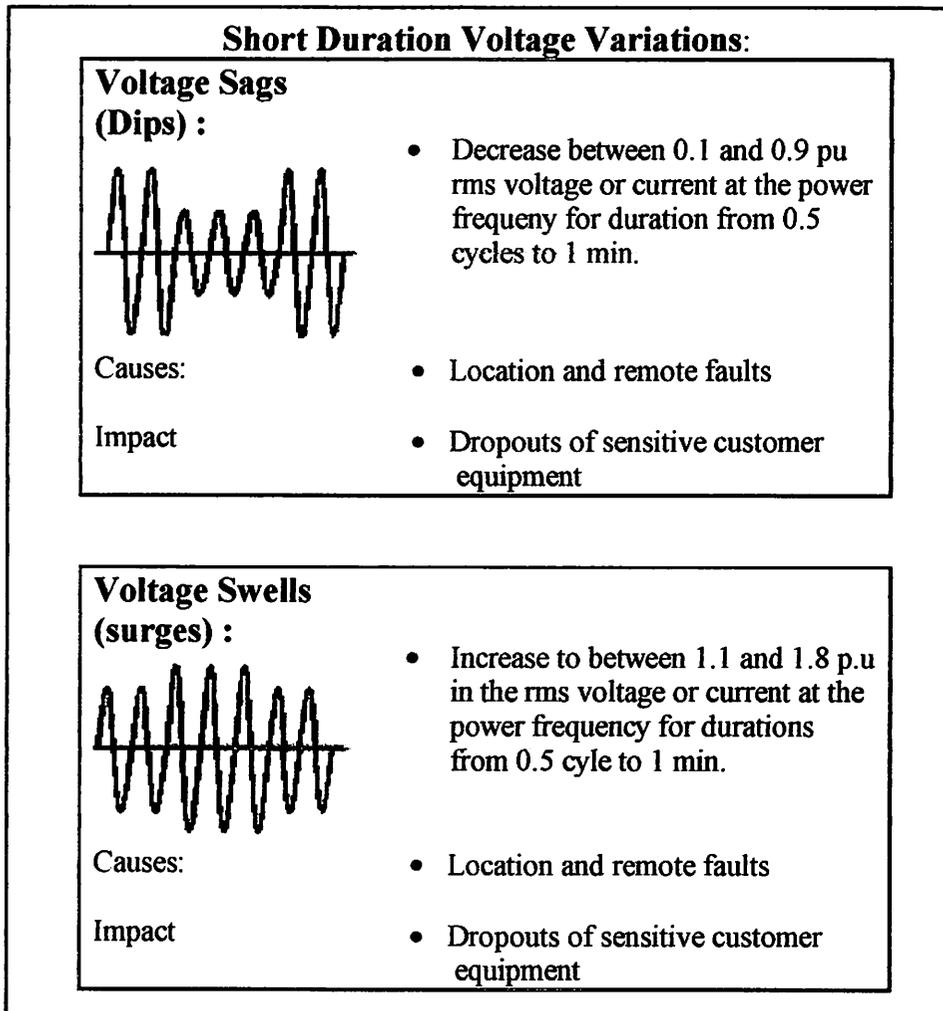 Short Duration Voltage Variations:
Voltage Sags
(Dips) :
• Decrease between 0.1 and 0.9 pu
rms voltage or current at the power
frequeny for duration from 0.5
cycles to 1 min.
Causes:
• Location and remote faults
Impact
• Dropouts of sensitive customer
equipment
Voltage Swells
(surges) :
• Increase to between 1.1 and 1.8 p.u
in the rms voltage or current at the
power frequency for durations
from 0.5 cyle to 1 min.
Causes:
• Location and remote faults
Impact
• Dropouts of sensitive customer
equipment